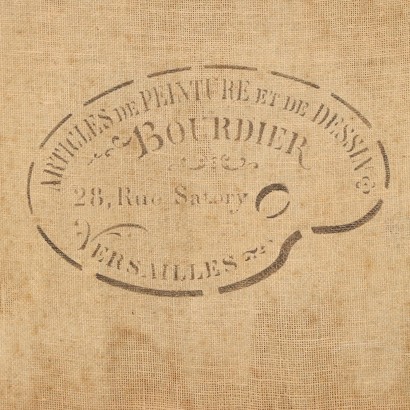 ARTICLES DE PEINTURE ET DE DESSIN
BOURDIER
28, Rue Satory
VERSAILLES